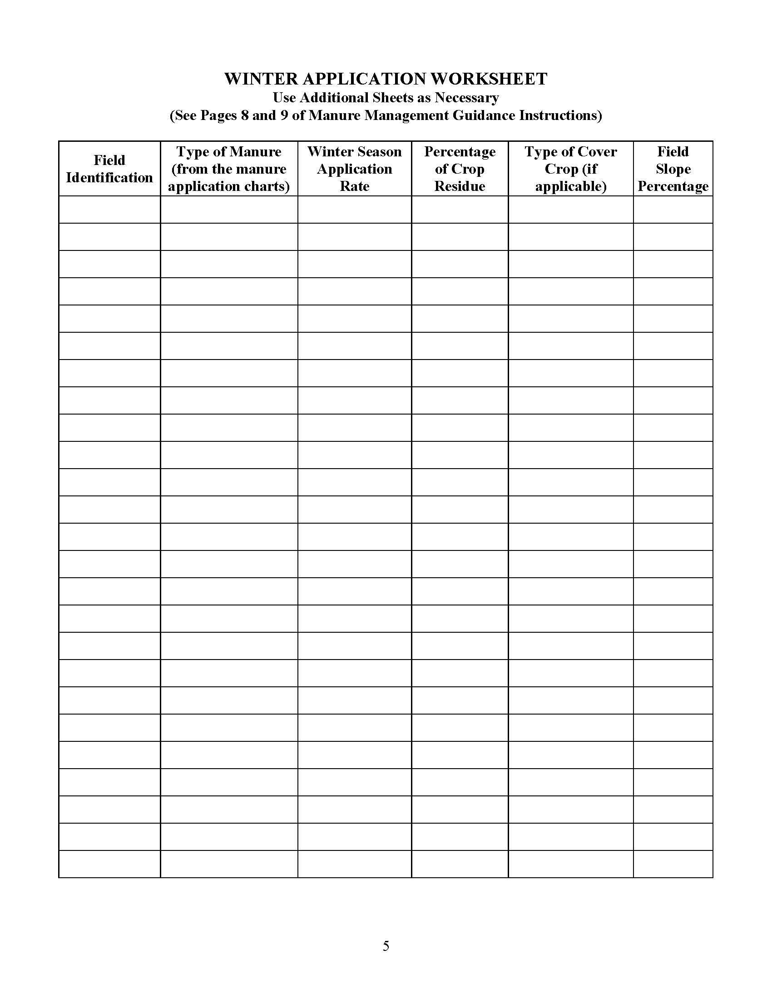 WINTER APPLICATION WORKSHEET
Use Additional Sheets as Necessary
(See Pages 8 and 9 of Manure Management Guidance Instructions)
Field
Identification
Type of Manure
(from the manure
application charts)
Winter Season
Application
Rate
Percentage
of Crop
Residue
Type of Cover
Crop (if
applicable)
Field
Slope
Percentage
5